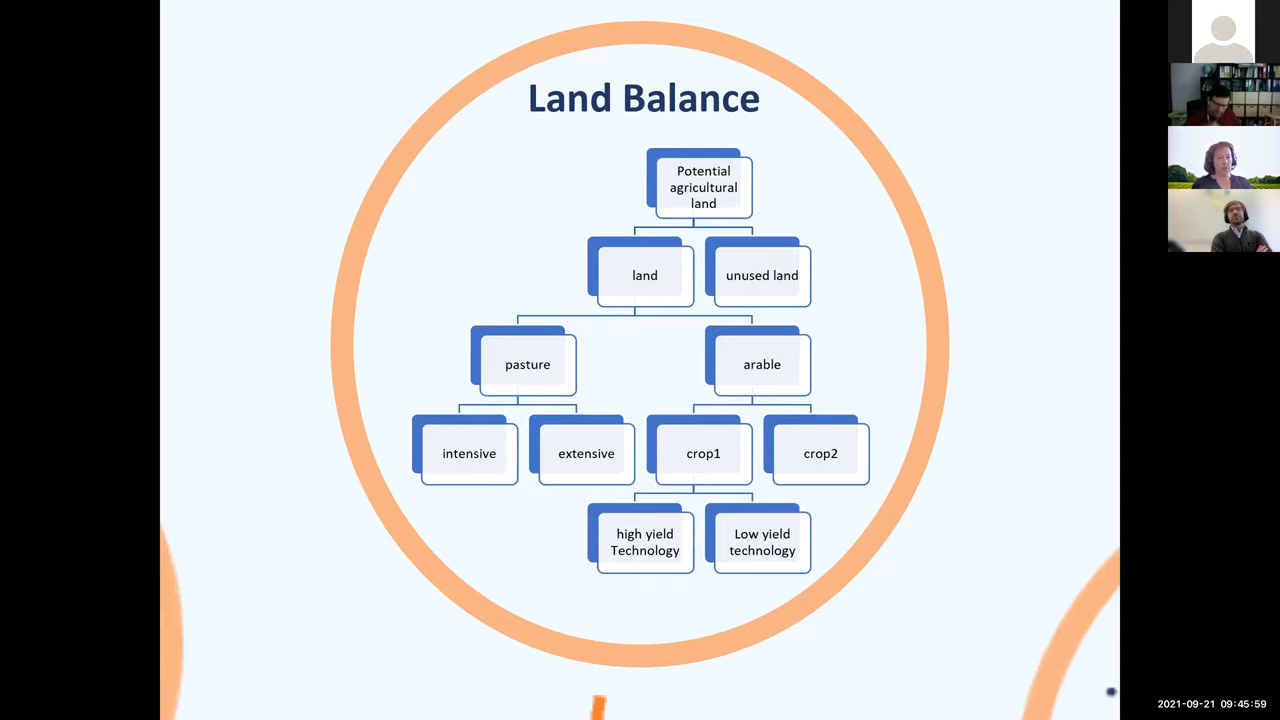 Land Balance
Potential
agricultural
land
land
unused land
pasture
arable
intensive
extensive
crop1
crop2
high yield
Technology
Low yield
technology
2021-09-21 09:45:59